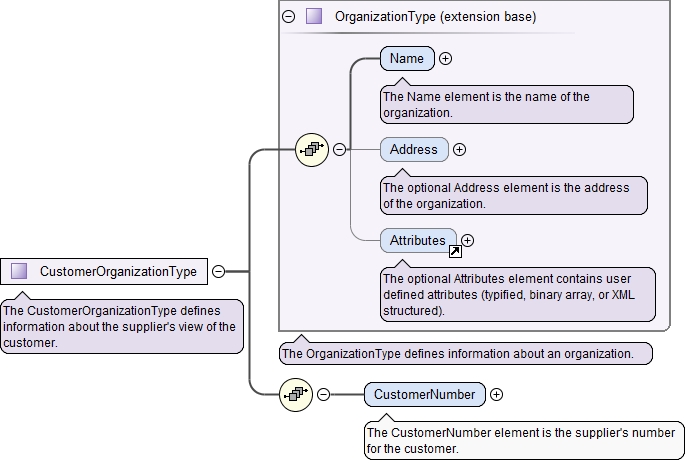 OrganizationType (extension base)
Name
The Name element is the name of the
organization.
Address
The optional Address element is the address
of the organization.
Attributes
The optional Attributes element contains user
defined attributes (typified, binary array, or XML
structured).
CustomerOrganizationType
The CustomerOrganizationType defines
information about the supplier's view of the
customer.
The OrganizationType defines information about an organization.
CustomerNumber
The CustomerNumber element is the supplier's number
for the customer.